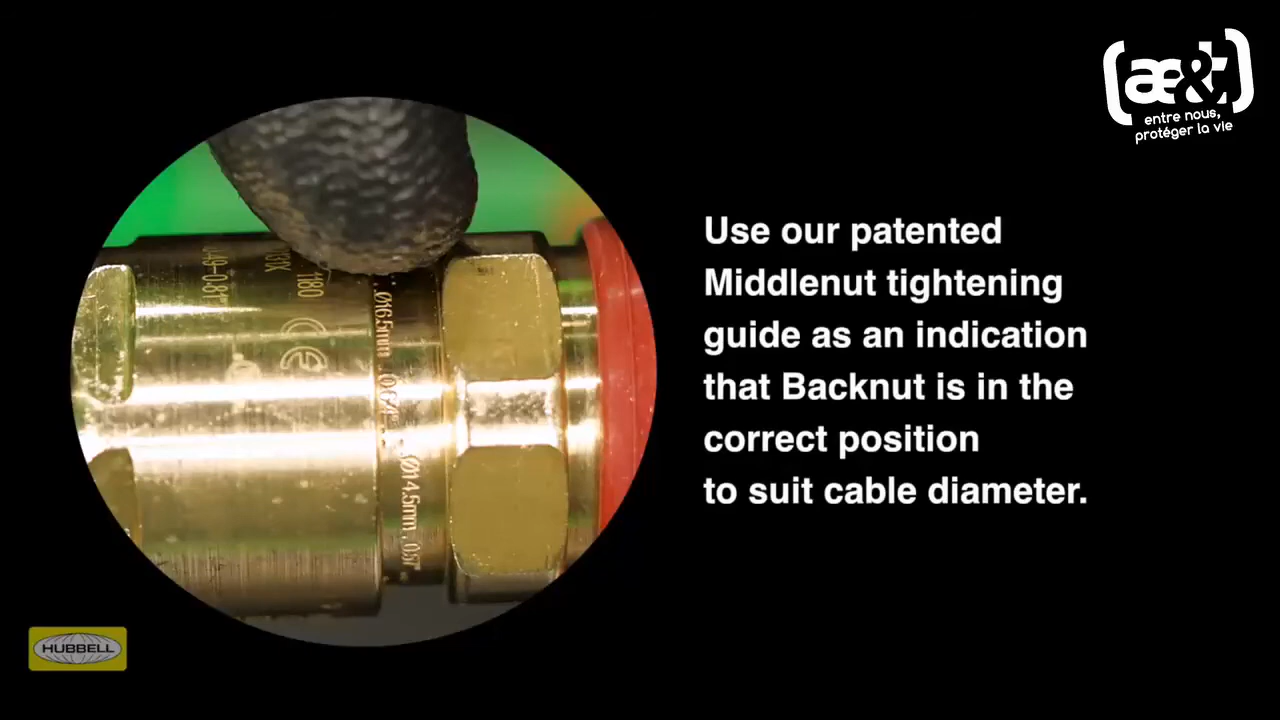 [æ&t]
entre nous,
protéger la vie
Use our patented
Middlenut tightening
guide as an indication
that Backnut is in the
correct position
to suit cable diameter.
1180
Ø16.5mm
Ø14.5mm
HUBBELL